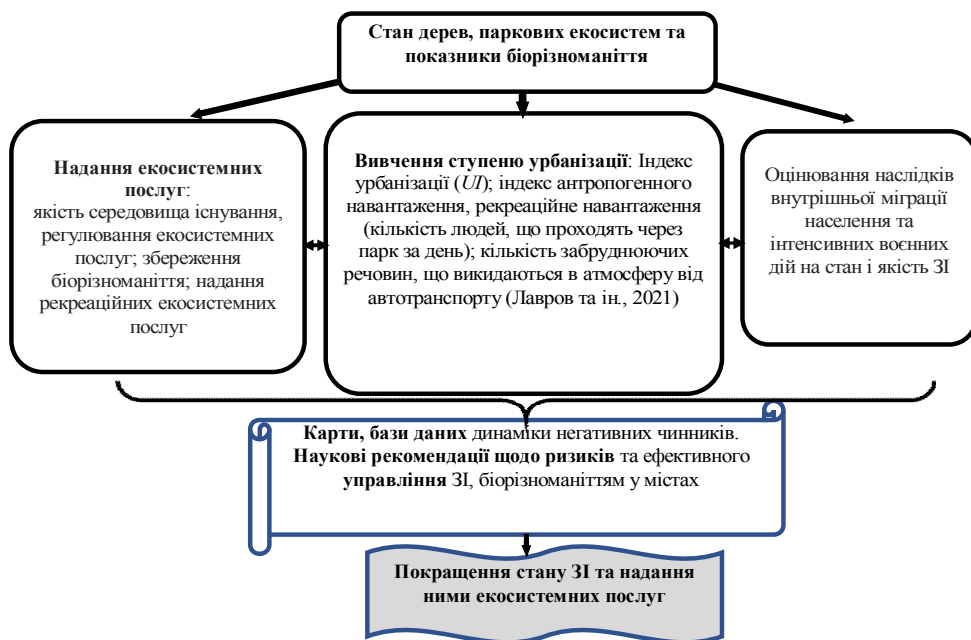 Стан дерев, паркових екосистем та
показники біорізноманіття
Надання екосистемних
послуг:
якість середовища існування,
регулювання екосистемних
послуг; збереження
біорізноманіття; надання
рекреаційних екосистемних
послуг
Вивчення ступеню урбанізації: Індекс
урбанізації (UI); індекс антропогенного
навантаження, рекреаційне навантаження
(кількість людей, що проходять через
парк за день); кількість забруднюючих
речовин, що викидаються в атмосферу від
автотранспорту (Лавров та ін., 2021)
Оцінювання наслідків
внутрішньої міграції
населення та
інтенсивних воєнних
дій на стан і якість ЗІ
Карти, бази даних динаміки негативних чинників.
Наукові рекомендації щодо ризиків та ефективного
управління ЗІ, біорізноманіттям у містах
Покращення стану ЗІ та надання
ними екосистемних послуг